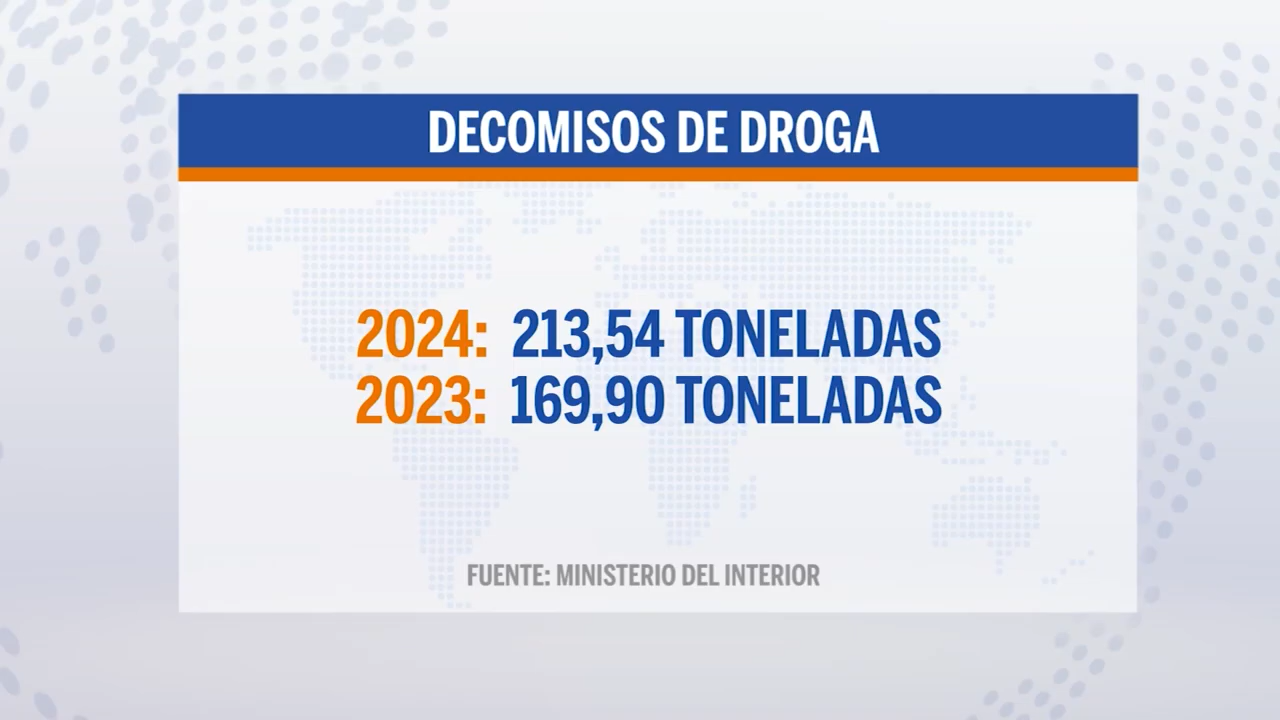 DECOMISOS DE DROGA
2024: 213,54 TONELADAS
2023: 169,90 TONELADAS
FUENTE: MINISTERIO DEL INTERIOR